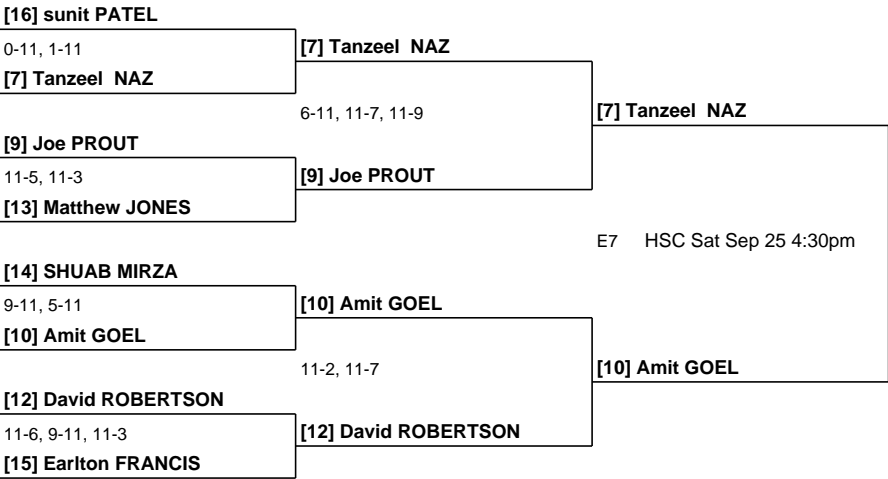 [16] sunit PATEL
0-11, 1-11
[7] Tanzeel NAZ
[7] Tanzeel NAZ
6-11, 11-7, 11-9
[7] Tanzeel NAZ
[9] Joe PROUT
11-5, 11-3
[9] Joe PROUT
[13] Matthew JONES
E7 HSC Sat Sep 25 4:30pm
[14] SHUAB MIRZA
9-11, 5-11
[10] Amit GOEL
[10] Amit GOEL
11-2, 11-7
[10] Amit GOEL
[12] David ROBERTSON
11-6, 9-11, 11-3
[12] David ROBERTSON
[15] Earlton FRANCIS